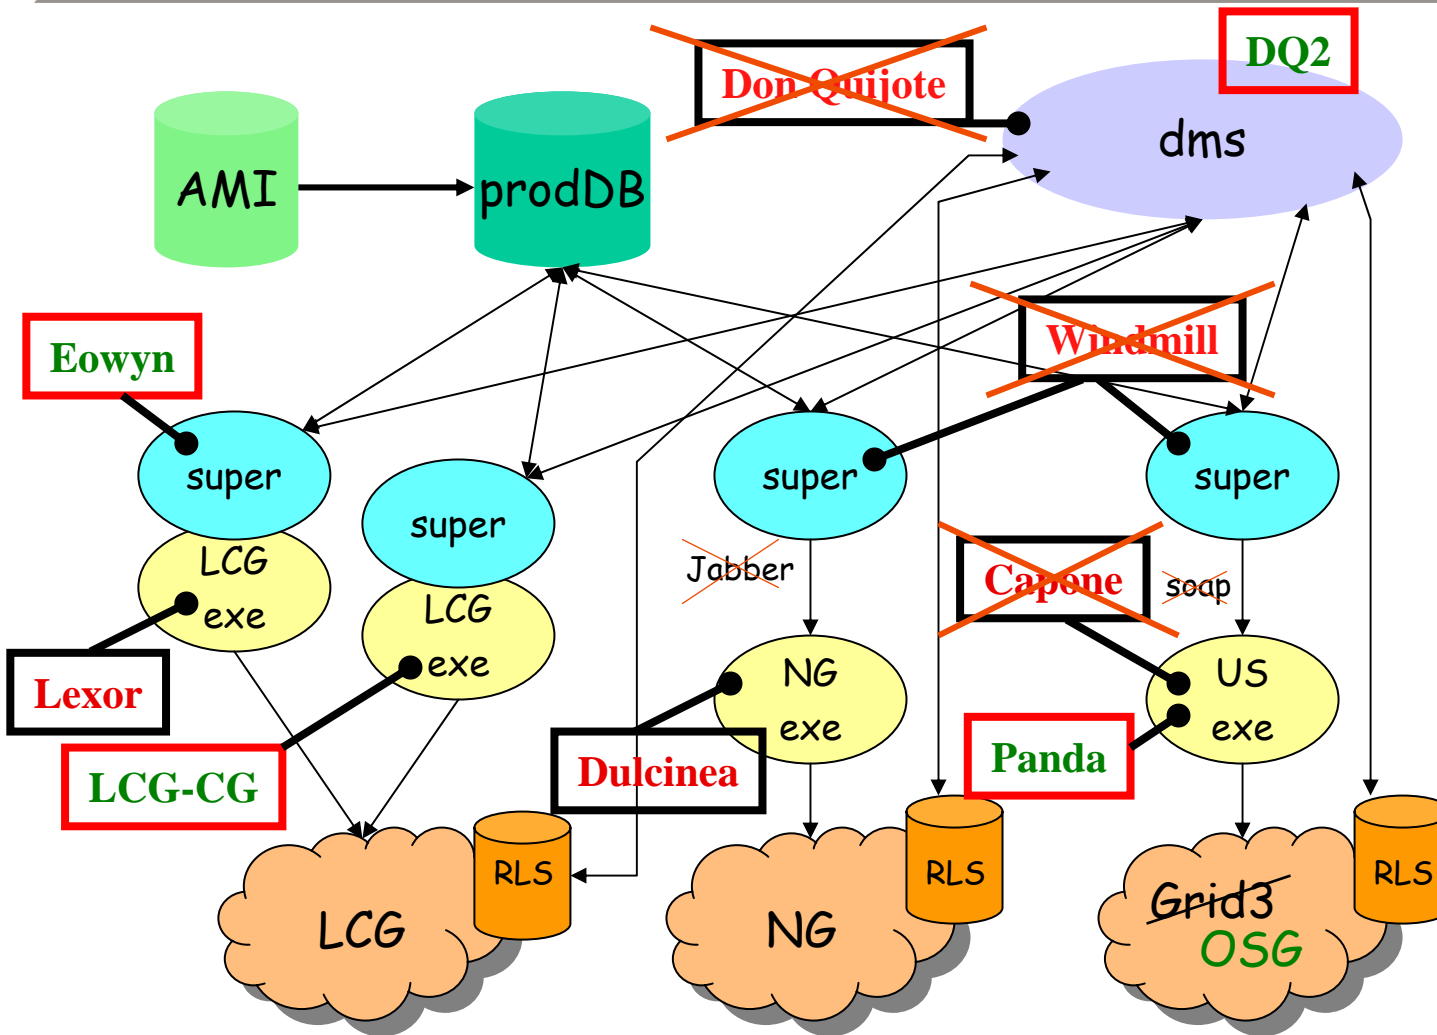 DQ2
Don Quijote
dms
AMI
prodDB
Eowyn
Windmill
super
super
super
super
LCG
exe
Jabber
Capone
soap
LCG
exe
Lexor
NG
exe
US
exe
LCG-CG
Dulcinea
Panda
RLS
RLS
RLS
LCG
NG
Grid3
OSG